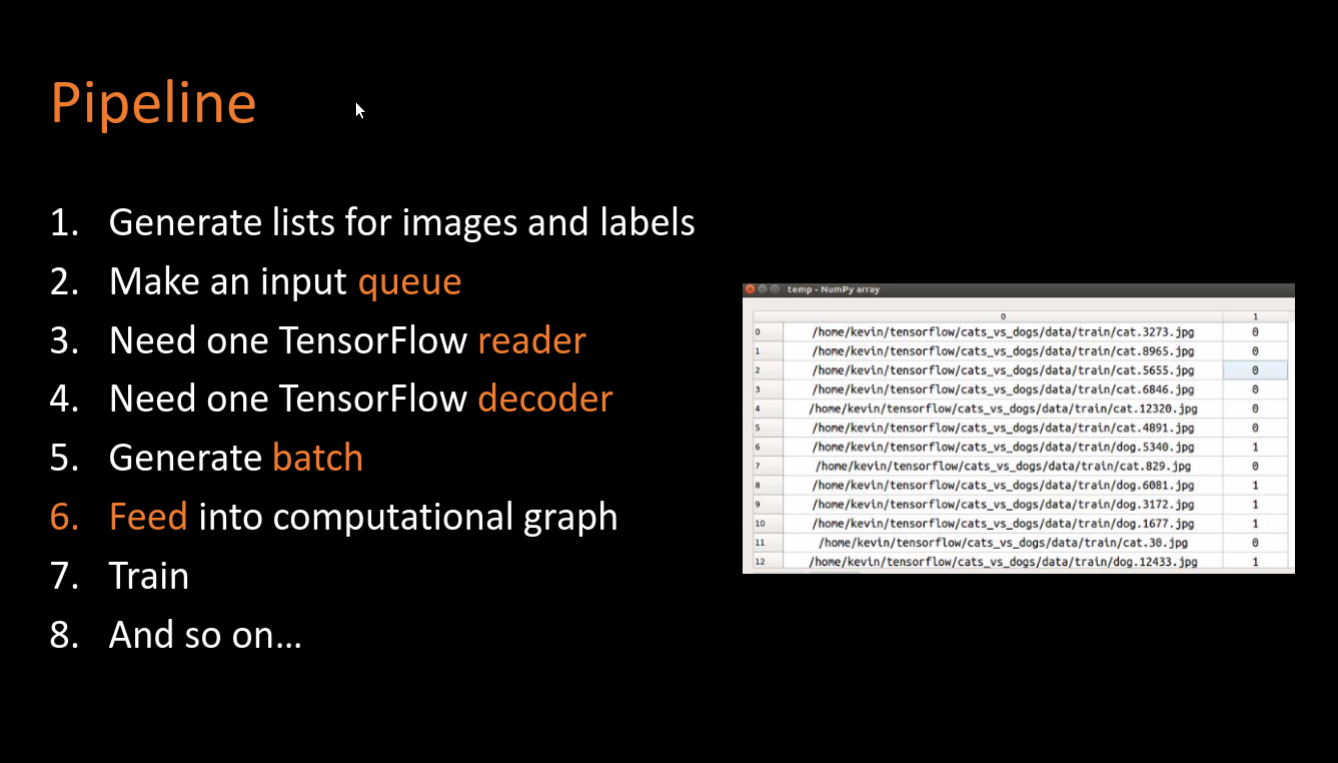 Pipeline
1. Generate lists for images and labels
2. Make an input queue
3. Need one TensorFlow reader
4. Need one TensorFlow decoder
5. Generate batch
6. Feed into computational graph
7. Train
8. And so on...
temp - NumPy array
0 1
0 /home/kevin/tensorflow/cats_vs_dogs/data/train/cat.3273.jpg 0
1 /home/kevin/tensorflow/cats_vs_dogs/data/train/cat.8965.jpg 0
2 /home/kevin/tensorflow/cats_vs_dogs/data/train/cat.5655.jpg 0
3 /home/kevin/tensorflow/cats_vs_dogs/data/train/cat.6846.jpg 0
4 /home/kevin/tensorflow/cats_vs_dogs/data/train/cat.12320.jpg 0
5 /home/kevin/tensorflow/cats_vs_dogs/data/train/cat.4891.jpg 0
6 /home/kevin/tensorflow/cats_vs_dogs/data/train/dog.5340.jpg 1
7 /home/kevin/tensorflow/cats_vs_dogs/data/train/cat.829.jpg 0
8 /home/kevin/tensorflow/cats_vs_dogs/data/train/dog.6081.jpg 1
9 /home/kevin/tensorflow/cats_vs_dogs/data/train/dog.3172.jpg 1
10 /home/kevin/tensorflow/cats_vs_dogs/data/train/dog.1677.jpg 1
11 /home/kevin/tensorflow/cats_vs_dogs/data/train/cat.30.jpg 0
12 /home/kevin/tensorflow/cats_vs_dogs/data/train/dog.12433.jpg 1